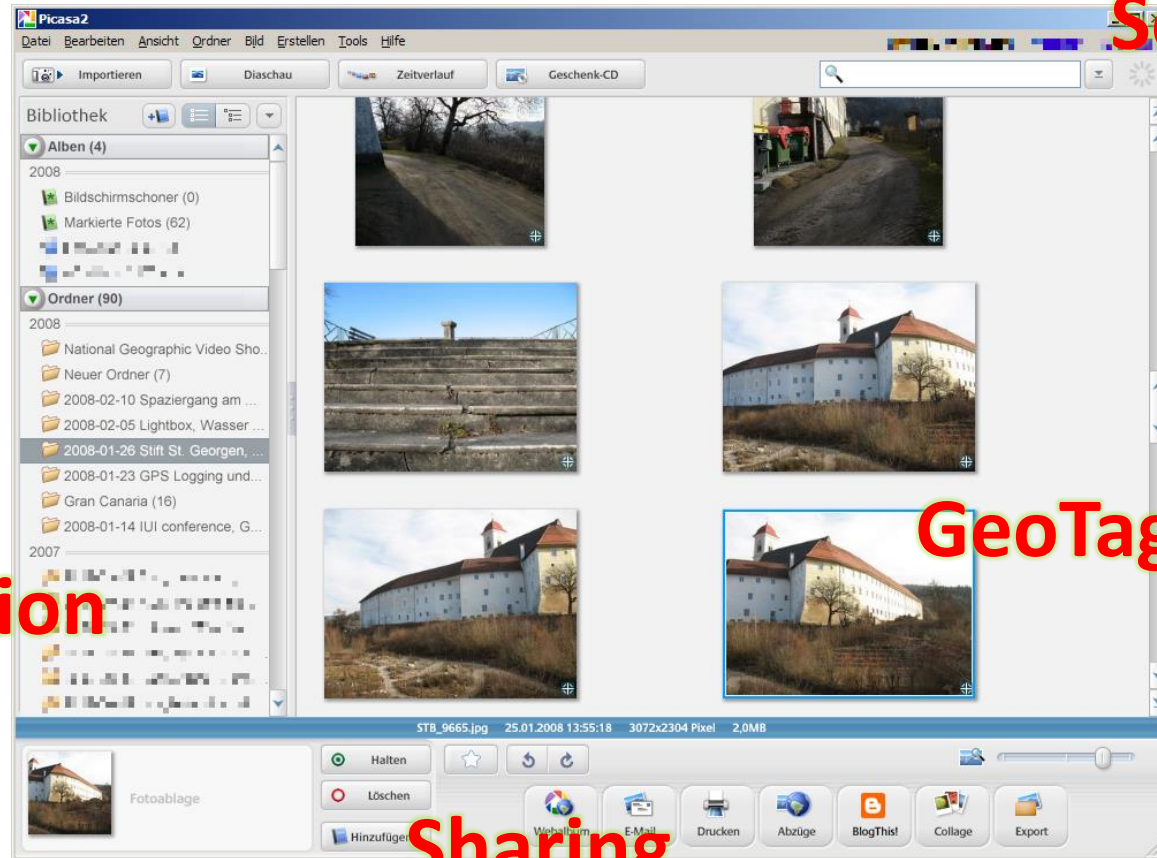 Picasa2
Datei Bearbeiten Ansicht Ordner Bild Erstellen Tools Hilfe
Importieren Diaschau Zeitverlauf Geschenk-CD
Bibliothek
Alben (4)
2008
Bildschirmschoner (0)
Markierte Fotos (62)
Ordner (90)
2008
National Geographic Video Sho...
Neuer Ordner (7)
2008-02-10 Spaziergang am ...
2008-02-05 Lightbox, Wasser ...
2008-01-26 Stift St. Georgen, ...
2008-01-23 GPS Logging und...
Gran Canaria (16)
2008-01-14 IUI conference, G...
GeoTag
2007
ion
STB_9665.jpg 25.01.2008 13:55:18 3072x2304 Pixel 2,0MB
Fotoablage
Halten
Löschen
Hinzufügen
Sharing
Webalbum E-Mail Drucken Abzüge BlogThis! Collage Export